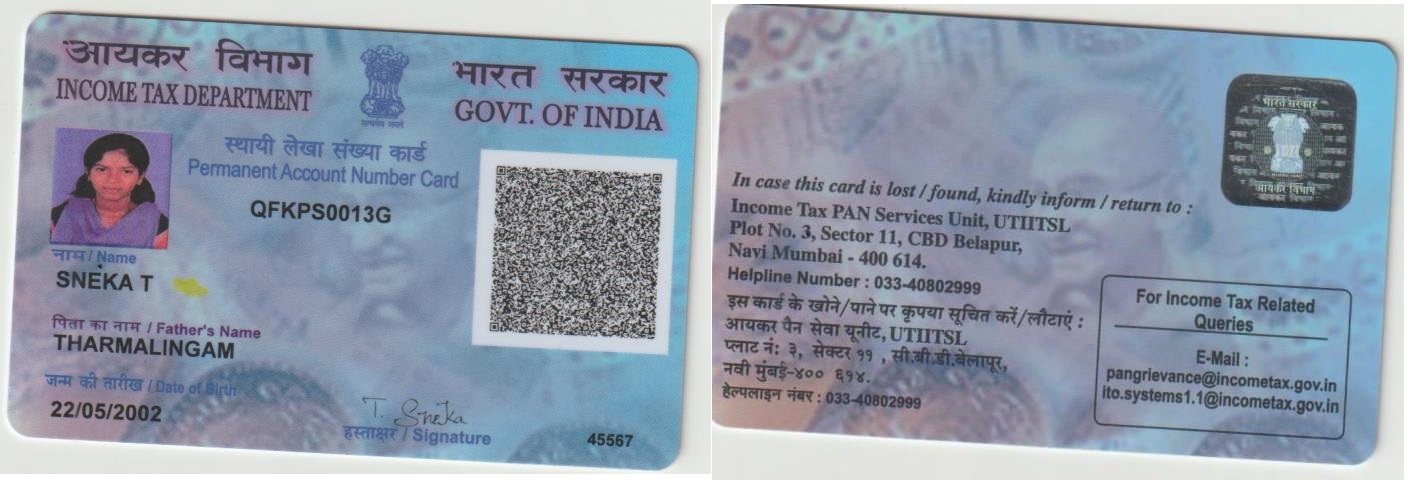 आयकर विभाग
INCOME TAX DEPARTMENT
सत्यमेव जयते
भारत सरकार
GOVT. OF INDIA
स्थायी लेखा संख्या कार्ड
Permanent Account Number Card
QFKPS0013G
नाम / Name
SNEKA T
पिता का नाम / Father's Name
THARMALINGAM
जन्म की तारीख / Date of Birth
22/05/2002
T. Sneka
हस्ताक्षर / Signature
45567
भारत सरकार
आयकर विभाग
In case this card is lost / found, kindly inform / return to :
Income Tax PAN Services Unit, UTIITSL
Plot No. 3, Sector 11, CBD Belapur,
Navi Mumbai - 400 614.
Helpline Number : 033-40802999
इस कार्ड के खोने/पाने पर कृपया सूचित करें/लौटाएं :
आयकर पैन सेवा यूनीट, UTIITSL
प्लाट नं: ३, सेक्टर ११ , सी.बी.डी.बेलापूर,
नवी मुंबई-४०० ६१४.
हेल्पलाइन नंबर : 033-40802999
For Income Tax Related
Queries
E-Mail :
pangrievance@incometax.gov.in
ito.systems1.1@incometax.gov.in